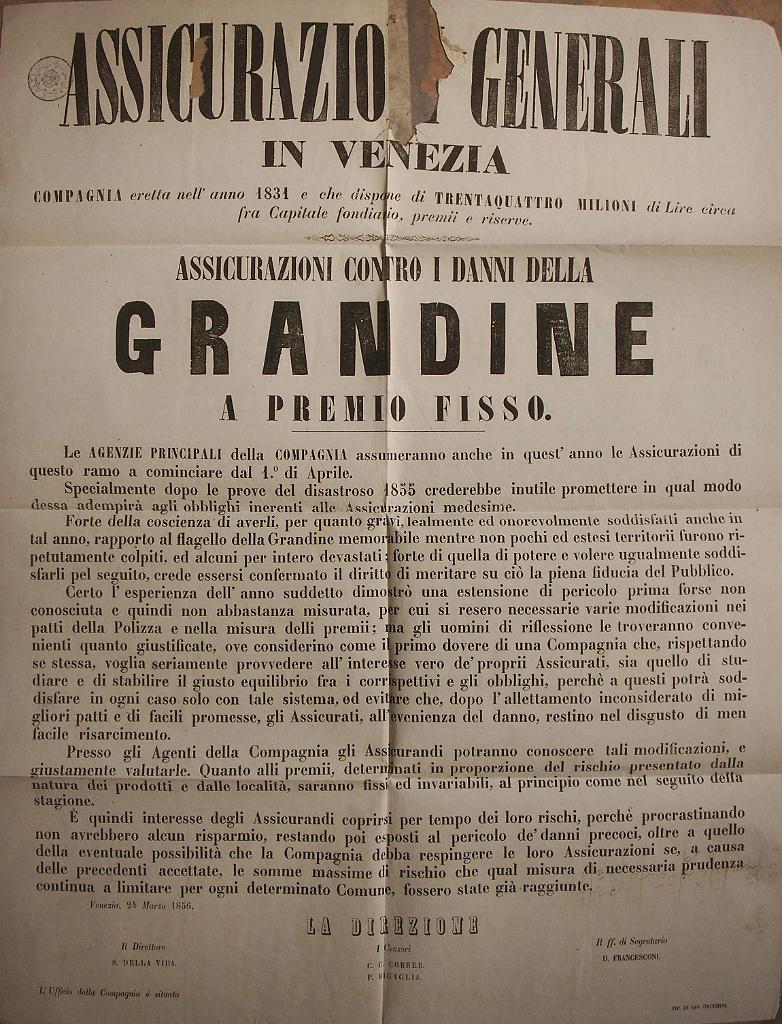 ASSICURAZIO I GENERALI
IN VENEZIA
COMPAGNIA eretta nell' anno 1831 e che dispone di TRENTAQUATTRO MILIONI di Lire circa
fra Capitale fondiario, premii e riserve.
ASSICURAZIONI CONTRO I DANNI DELLA
GRANDINE
A PREMIO FISSO.
Le AGENZIE PRINCIPALI della COMPAGNIA assumeranno anche in quest' anno le Assicurazioni di
questo ramo a cominciare dal 1.º di Aprile.
Specialmente dopo le prove del disastroso 1855 crederebbe inutile promettere in qual modo
dessa adempirà agli obblighi inerenti alle Assicurazioni medesime.
Forte della coscienza di averli, per quanto gravi, lealmente ed onorevolmente soddisfatti anche in
tal anno, rapporto al flagello della Grandine memorabile mentre non pochi ed estesi territorii furono ri-
petutamente colpiti, ed alcuni per intero devastati; forte di quella di potere e volere ugualmente soddi-
sfarli pel seguito, crede essersi confermato il diritto di meritare su ciò la piena fiducia del Pubblico.
Certo l' esperienza dell' anno suddetto dimostrò una estensione di pericolo prima forse non
conosciuta e quindi non abbastanza misurata, per cui si resero necessarie varie modificazioni nei
patti della Polizza e nella misura delli premii; ma gli uomini di riflessione le troveranno conve-
nienti quanto giustificate, ove considerino come il primo dovere di una Compagnia che, rispettando
se stessa, voglia seriamente provvedere all' interesse vero de' proprii Assicurati, sia quello di stu-
diare e di stabilire il giusto equilibrio fra i corrispettivi e gli obblighi, perchè a questi potrà sod-
disfare in ogni caso solo con tale sistema, ed evitare che, dopo l' allettamento inconsiderato di mi-
gliori patti e di facili promesse, gli Assicurati, all' evenienza del danno, restino nel disgusto di men
facile risarcimento.
Presso gli Agenti della Compagnia gli Assicurandi potranno conoscere tali modificazioni, e
giustamente valutarle. Quanto alli premii, determinati in proporzione del rischio presentato dalla
natura dei prodotti e dalle località, saranno fissi ed invariabili, al principio come nel seguito della
stagione.
È quindi interesse degli Assicurandi coprirsi per tempo dei loro rischi, perchè procrastinando
non avrebbero alcun risparmio, restando poi esposti al pericolo de' danni precoci, oltre a quello
della eventuale possibilità che la Compagnia debba respingere le loro Assicurazioni se, a causa
delle precedenti accettate, le somme massime di rischio che qual misura di necessaria prudenza
continua a limitare per ogni determinato Comune, fossero state già raggiunte.
Venezia, 24 Marzo 1856.
LA DIREZIONE
Il Direttore
S. DELLA VIDA.
I Censori
C. G. CORRER.
P. BIGAGLIA.
Il ff. di Segretario
D. FRANCESCONI.
L' Ufficio della Compagnia è situato
TIP. DI GIO. CECCHINI.